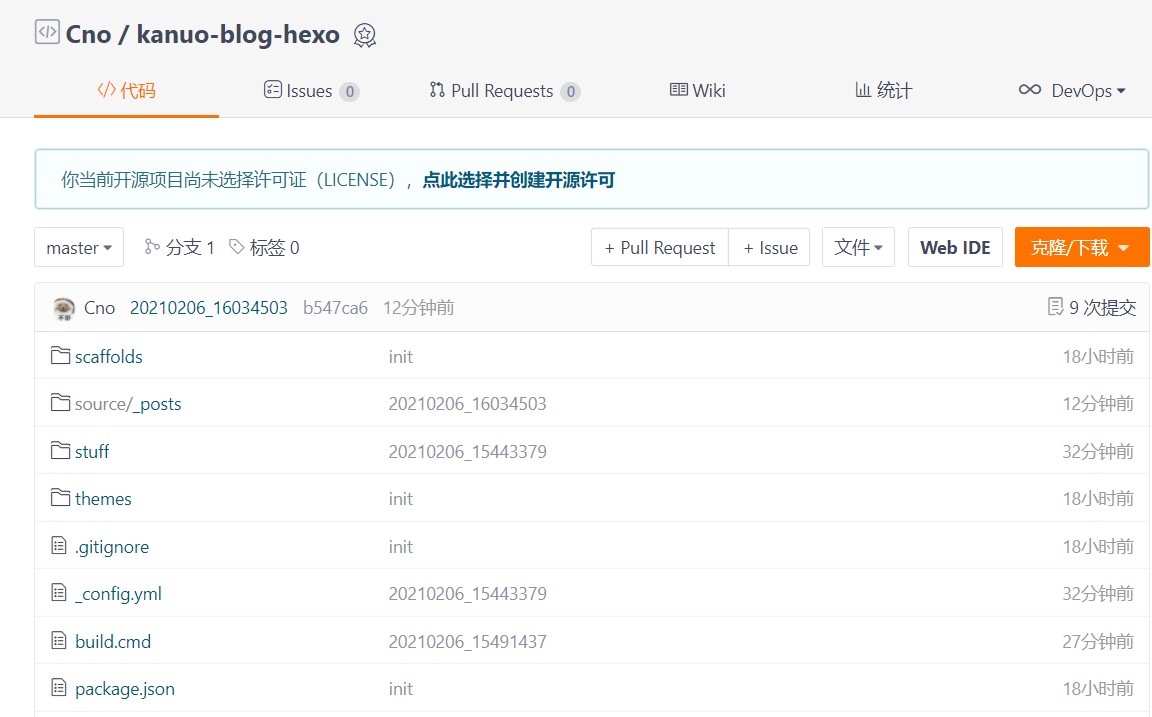 Cno / kanuo-blog-hexo
代码 Issues 0 Pull Requests 0 Wiki 统计 DevOps
你当前开源项目尚未选择许可证（LICENSE），点此选择并创建开源许可
master 分支 1 标签 0 + Pull Request + Issue 文件 Web IDE 克隆/下载
Cno 20210206_16034503 b547ca6 12分钟前 9 次提交
scaffolds init 18小时前
source/_posts 20210206_16034503 12分钟前
stuff 20210206_15443379 32分钟前
themes init 18小时前
.gitignore init 18小时前
_config.yml 20210206_15443379 32分钟前
build.cmd 20210206_15491437 27分钟前
package.json init 18小时前